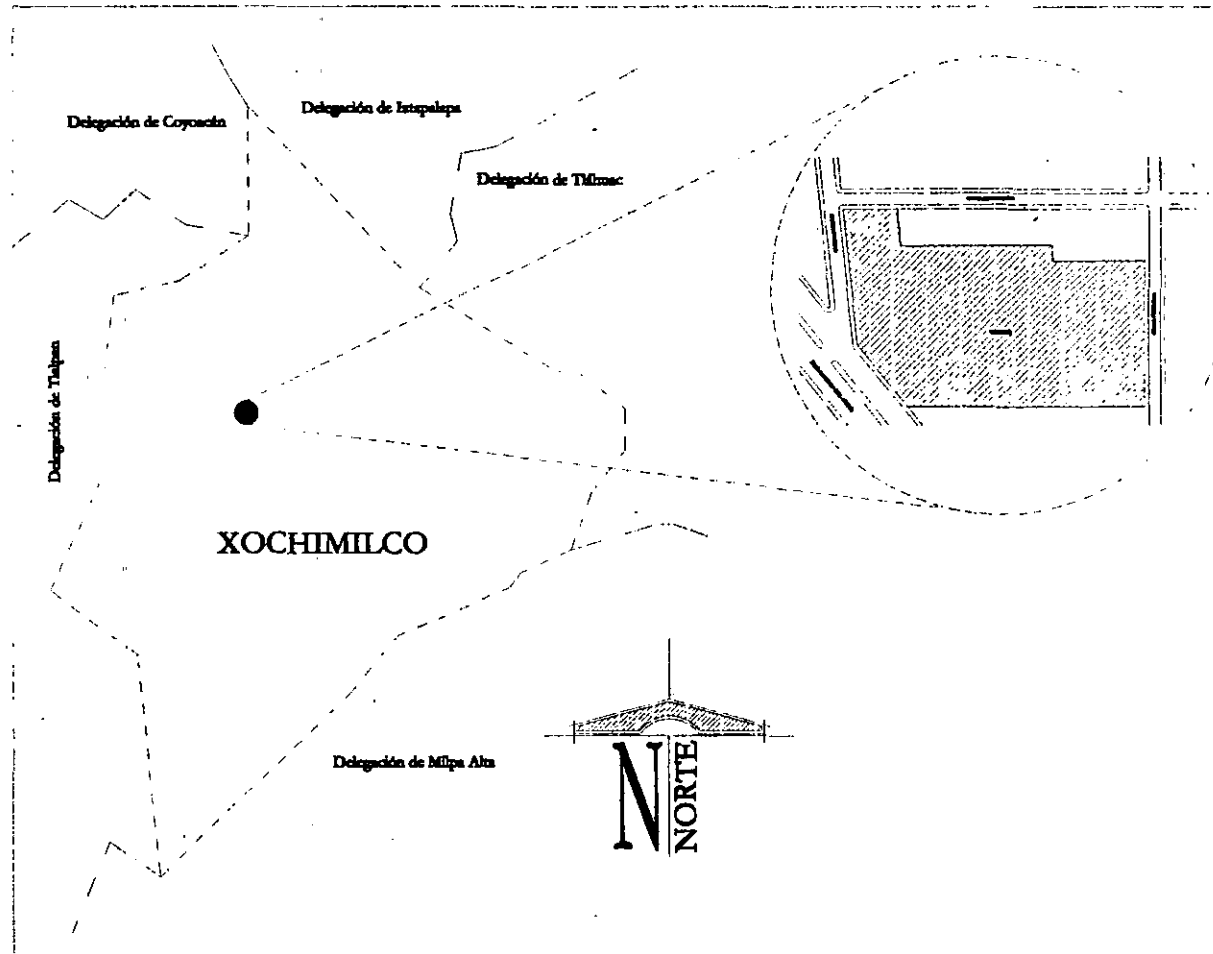 Delegación de Iztapalapa
Delegación de Coyoacán
Delegación de Tláhuac
Delegación de Tlalpan
XOCHIMILCO
Delegación de Milpa Alta
N
NORTE